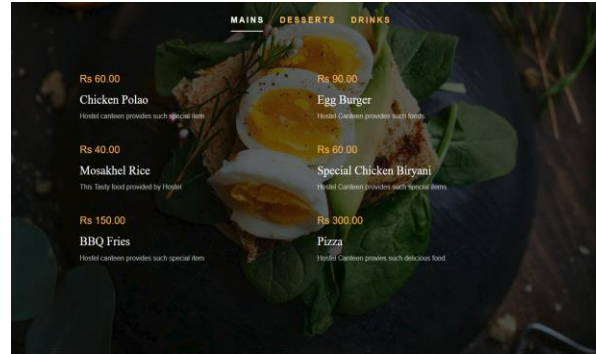 MAINS DESSERTS DRINKS
Rs 60.00
Chicken Polao
Hostel canteen provides such special item
Rs 90.00
Egg Burger
Hostel Canteen provides such foods
Rs 40.00
Mosakhel Rice
This Tasty food provided by Hostel
Rs 60.00
Special Chicken Biryani
Hostel Canteen provides such special items
Rs 150.00
BBQ Fries
Hostel canteen provides such special item
Rs 300.00
Pizza
Hostel Canteen provies such delicious food